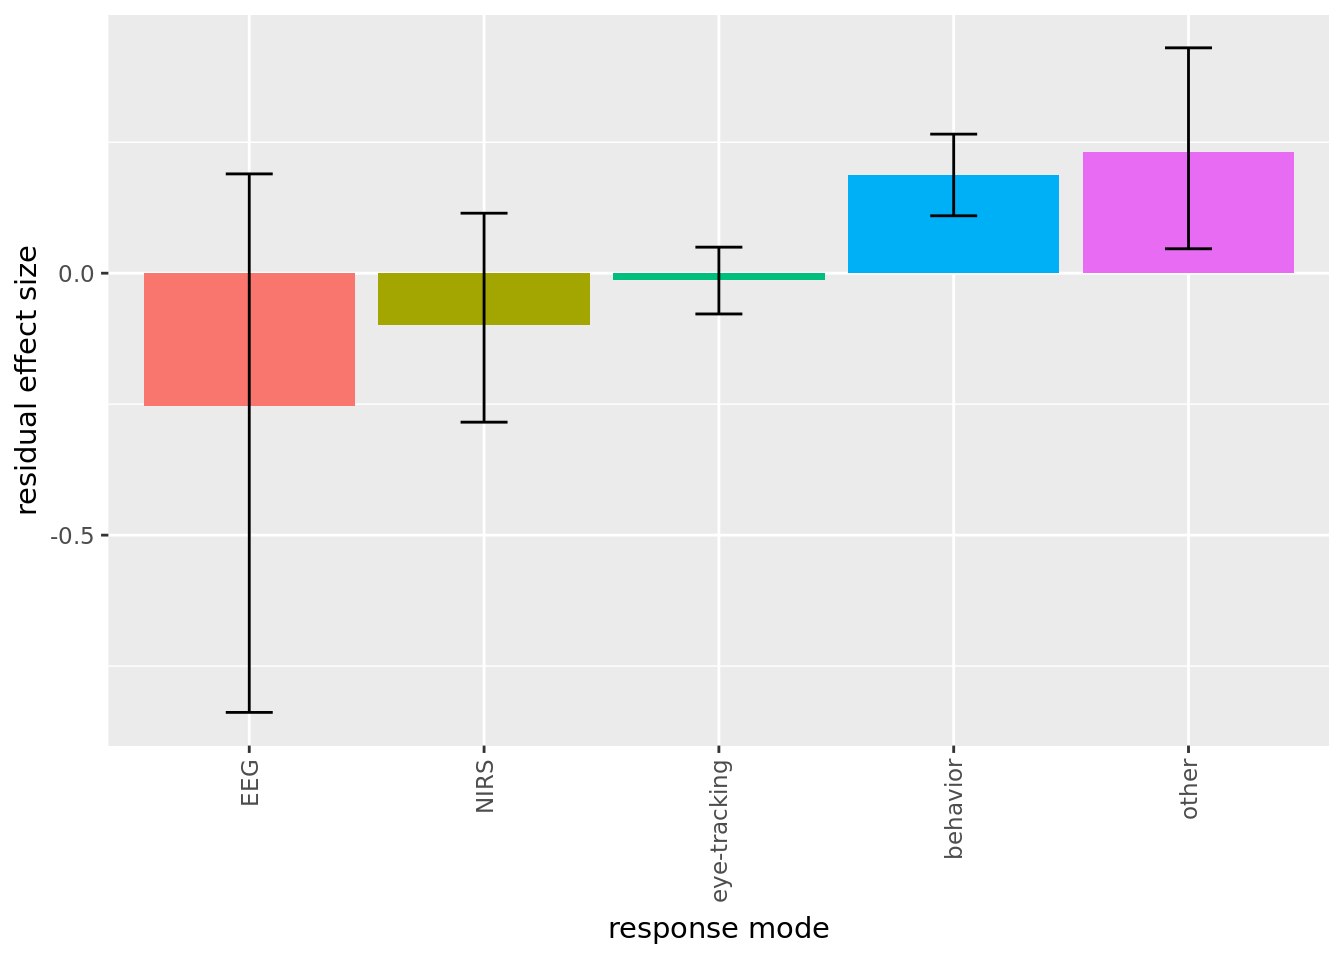 residual effect size
0.0
-0.5
EEG
NIRS
eye-tracking
behavior
other
response mode